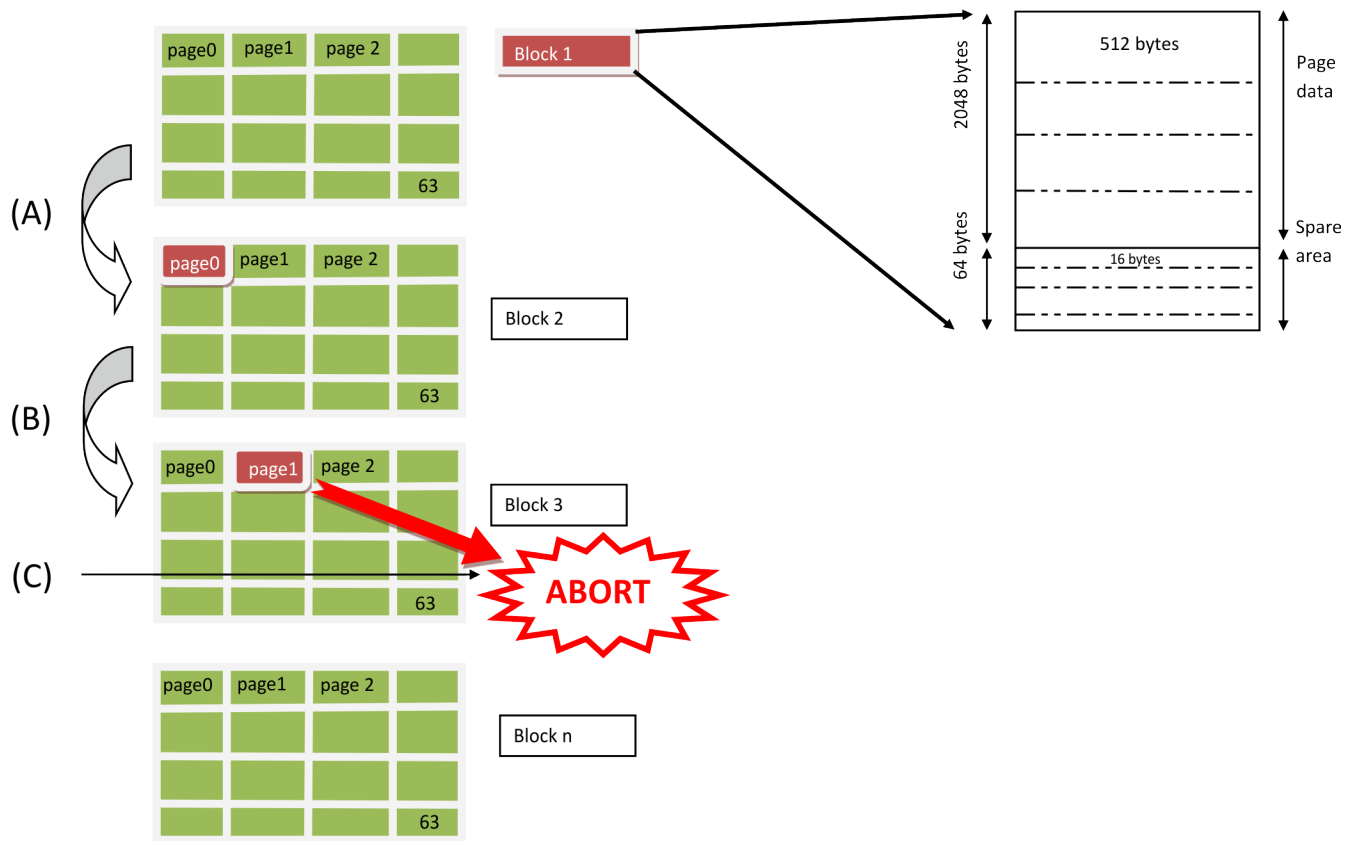 page0 page1 page 2
63
Block 1
2048 bytes
64 bytes
512 bytes
16 bytes
Page
data
Spare
area
(A)
page0 page1 page 2
63
Block 2
(B)
page0 page1 page 2
63
Block 3
(C)
ABORT
page0 page1 page 2
63
Block n